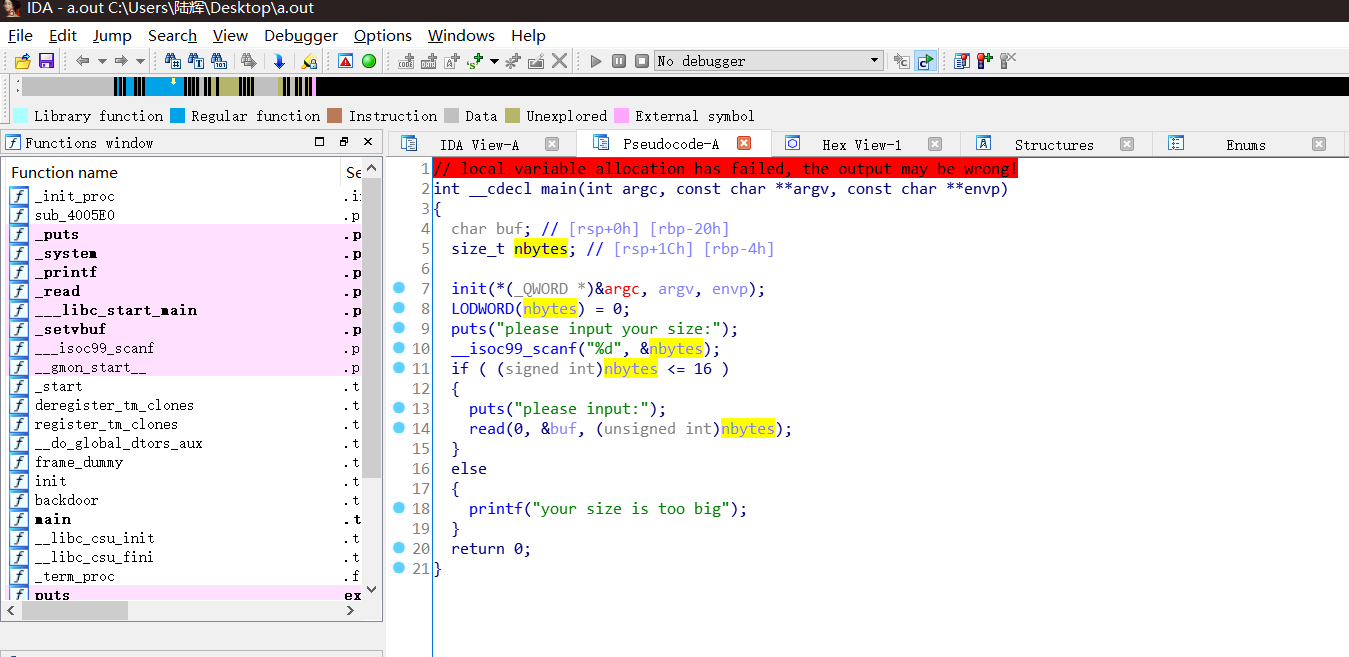 IDA - a.out C:\Users\陆辉\Desktop\a.out
File Edit Jump Search View Debugger Options Windows Help
No debugger
Library function Regular function Instruction Data Unexplored External symbol
Functions window
IDA View-A Pseudocode-A Hex View-1 Structures Enums
Function name Se
_init_proc .i
sub_4005E0 .p
_puts .p
_system .p
_printf .p
_read .p
___libc_start_main .p
_setvbuf .p
___isoc99_scanf .p
__gmon_start__ .p
_start .t
deregister_tm_clones .t
register_tm_clones .t
__do_global_dtors_aux .t
frame_dummy .t
init .t
backdoor .t
main .t
__libc_csu_init .t
__libc_csu_fini .t
_term_proc .f
puts ex
1 // local variable allocation has failed, the output may be wrong!
2 int __cdecl main(int argc, const char **argv, const char **envp)
3 {
4 char buf; // [rsp+0h] [rbp-20h]
5 size_t nbytes; // [rsp+1Ch] [rbp-4h]
6
7 init(*(_QWORD *)&argc, argv, envp);
8 LODWORD(nbytes) = 0;
9 puts("please input your size:");
10 __isoc99_scanf("%d", &nbytes);
11 if ( (signed int)nbytes <= 16 )
12 {
13 puts("please input:");
14 read(0, &buf, (unsigned int)nbytes);
15 }
16 else
17 {
18 printf("your size is too big");
19 }
20 return 0;
21 }